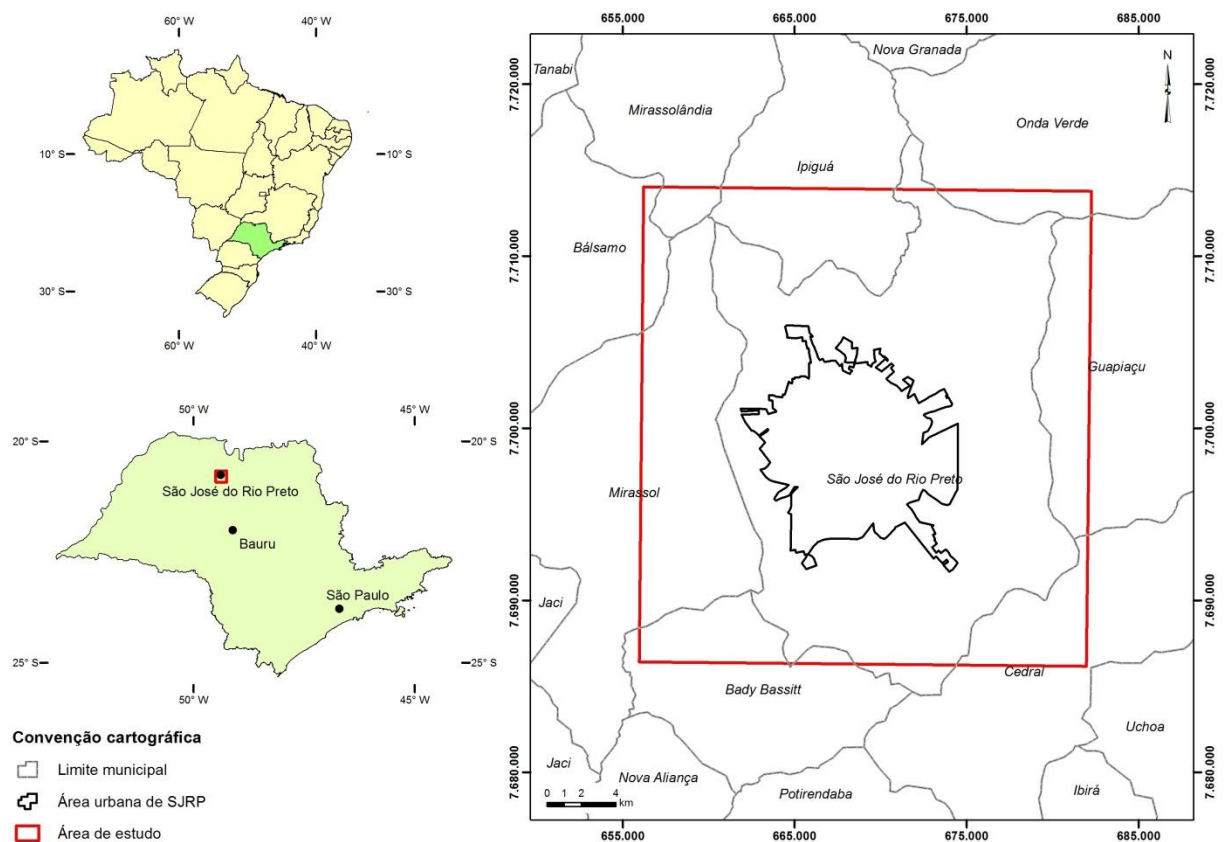 60° W
40° W
10° S
10° S
30° S
30° S
60° W
40° W
50° W
45° W
20° S
20° S
São José do Rio Preto
Bauru
São Paulo
25° S
25° S
50° W
45° W
Convenção cartográfica
Limite municipal
Área urbana de SJRP
Área de estudo
655.000
665.000
675.000
685.000
7.720.000
7.720.000
7.710.000
7.710.000
7.700.000
7.700.000
7.690.000
7.690.000
7.680.000
7.680.000
N
Nova Granada
Tanabi
Mirassolândia
Onda Verde
Ipiguá
Bálsamo
Guapiaçu
São José do Rio Preto
Mirassol
Jaci
Cedral
Bady Bassitt
Uchoa
Jaci
Nova Aliança
Potirendaba
Ibirá
0 1 2 4
km
655.000
665.000
675.000
685.000